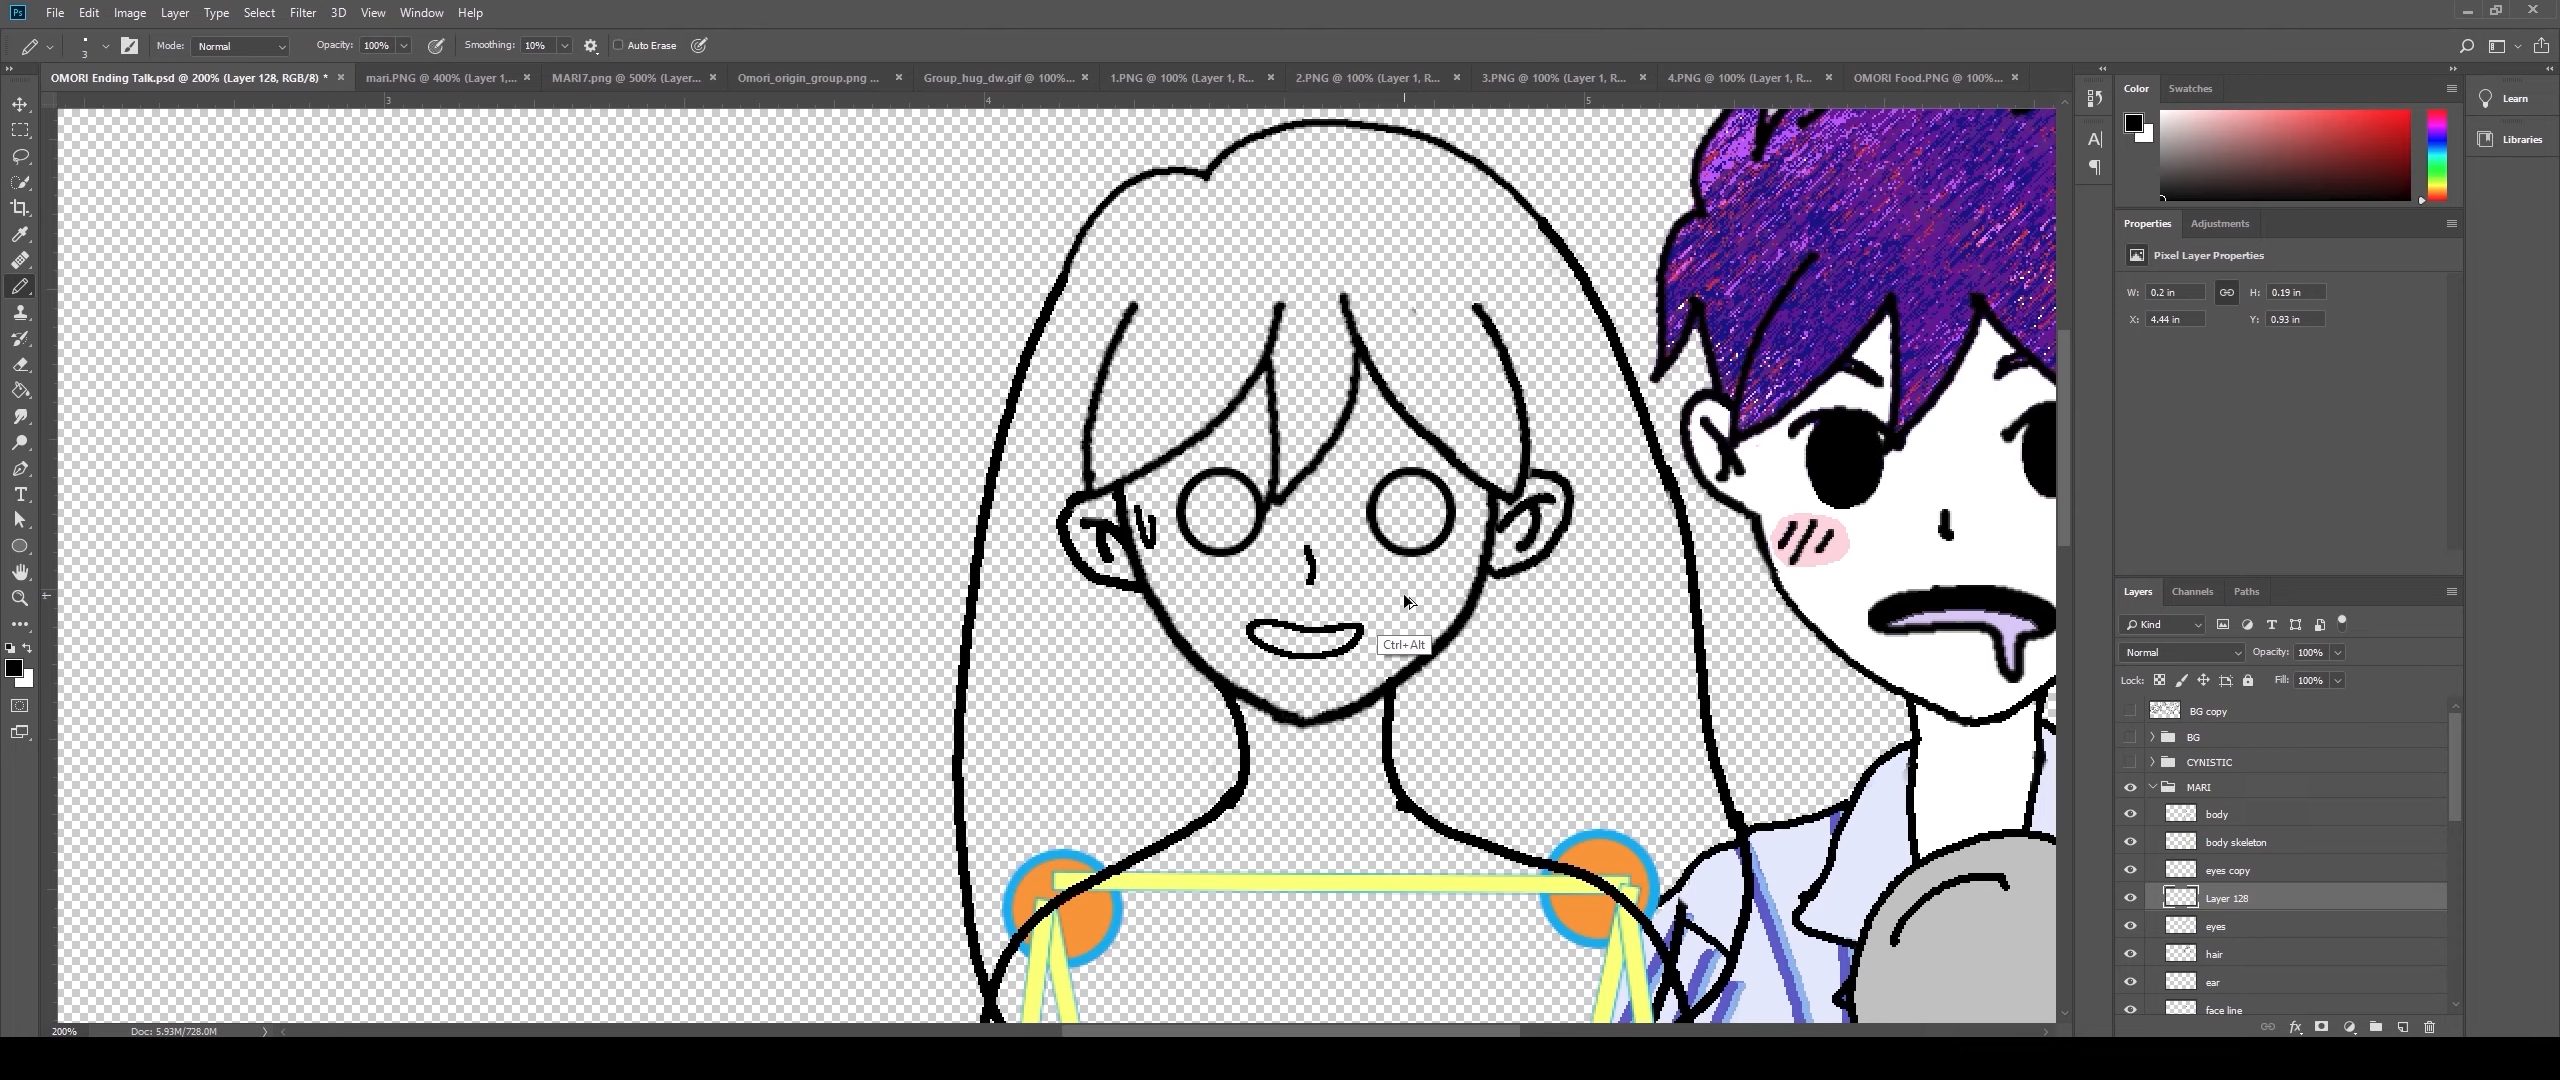 Ps File Edit Image Layer Type Select Filter 3D View Window Help
3 Mode: Normal Opacity: 100% Smoothing: 10% Auto Erase
OMORI Ending Talk.psd @ 200% (Layer 128, RGB/8) * mari.PNG @ 400% (Layer 1,... MARI7.png @ 500% (Layer... Omori_origin_group.png ... Group_hug_dw.gif @ 100%... 1.PNG @ 100% (Layer 1, R... 2.PNG @ 100% (Layer 1, R... 3.PNG @ 100% (Layer 1, R... 4.PNG @ 100% (Layer 1, R... OMORI Food.PNG @ 100%...
3 4 5
Color Swatches
Learn
Libraries
Properties Adjustments
Pixel Layer Properties
W: 0.2 in H: 0.19 in
X: 4.44 in Y: 0.93 in
Ctrl+Alt
Layers Channels Paths
Kind
Normal Opacity: 100%
Lock: Fill: 100%
BG copy
BG
CYNISTIC
MARI
body
body skeleton
eyes copy
Layer 128
eyes
hair
ear
face line
200% Doc: 5.93M/728.0M